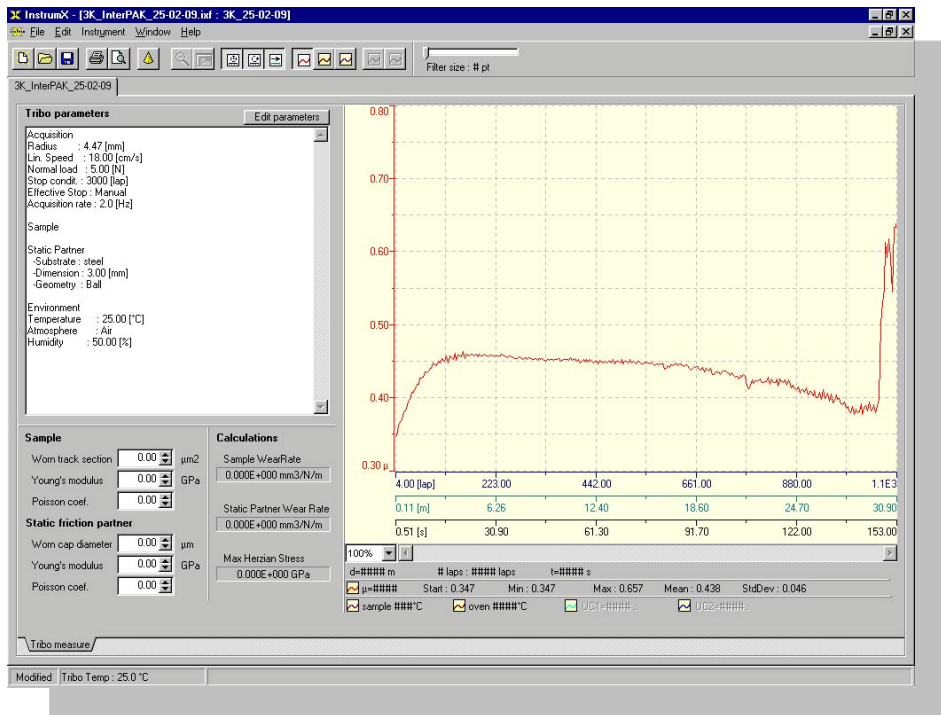 InstrumX - [3K_InterPAK_25-02-09.ixf : 3K_25-02-09]
File Edit Instrument Window Help
Filter size : # pt
3K_InterPAK_25-02-09
Tribo parameters
Edit parameters
Acquisition
Radius : 4.47 [mm]
Lin. Speed : 18.00 [cm/s]
Normal load : 5.00 [N]
Stop condit. : 3000 [lap]
Effective Stop : Manual
Acquisition rate : 2.0 [Hz]
Sample
Static Partner
-Substrate : steel
-Dimension : 3.00 [mm]
-Geometry : Ball
Environment
Temperature : 25.00 [°C]
Atmosphere : Air
Humidity : 50.00 [%]
Sample
Worn track section 0.00 µm2
Young's modulus 0.00 GPa
Poisson coef. 0.00
Static friction partner
Worn cap diameter 0.00 µm
Young's modulus 0.00 GPa
Poisson coef. 0.00
Calculations
Sample WearRate
0.000E+000 mm3/N/m
Static Partner Wear Rate
0.000E+000 mm3/N/m
Max Herzian Stress
0.000E+000 GPa
0.80
0.70
0.60
0.50
0.40
0.30 µ
4.00 [lap] 223.00 442.00 661.00 880.00 1.1E3
0.11 [m] 6.26 12.40 18.60 24.70 30.90
0.51 [s] 30.90 61.30 91.70 122.00 153.00
100%
d=#### m # laps : #### laps t=#### s
µ=#### Start : 0.347 Min : 0.347 Max : 0.657 Mean : 0.438 StdDev : 0.046
sample ###°C oven ####°C UC1=####... UC2=####...
Tribo measure
Modified Tribo Temp : 25.0 °C